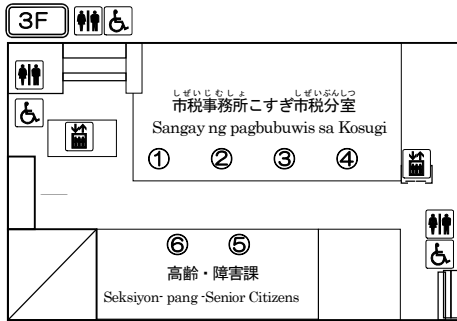 3F
しぜいじむしょ しぜいぶんしつ
市税事務所こすぎ市税分室
Sangay ng pagbubuwis sa Kosugi
① ② ③ ④
⑥ ⑤
高齢・障害課
Seksiyon- pang -Senior Citizens